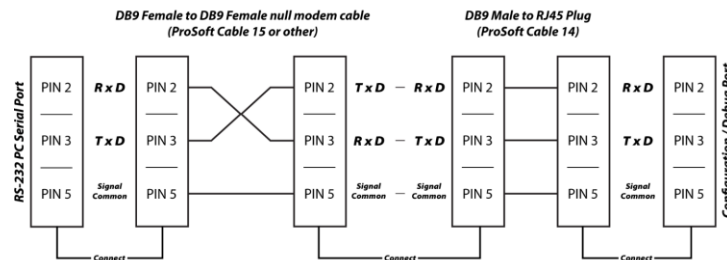 DB9 Female to DB9 Female null modem cable
(ProSoft Cable 15 or other)
DB9 Male to RJ45 Plug
(ProSoft Cable 14)
RS-232 PC Serial Port
PIN 2 RxD PIN 2 PIN 2 TxD — RxD PIN 2 PIN 2 RxD PIN 2
PIN 3 TxD PIN 3 PIN 3 RxD — TxD PIN 3 PIN 3 TxD PIN 3
PIN 5 Signal Common PIN 5 PIN 5 Signal Common — Signal Common PIN 5 PIN 5 Signal Common PIN 5
Configuration /Debug Port
Connect Connect Connect